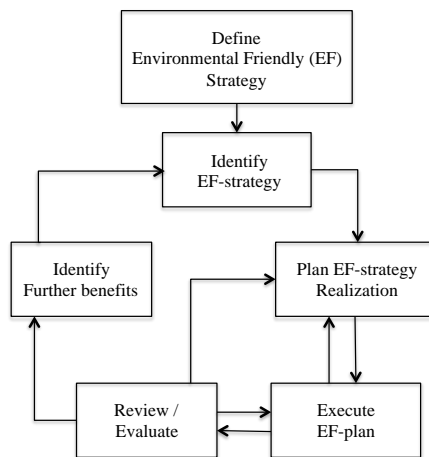 Define
Environmental Friendly (EF)
Strategy
Identify
EF-strategy
Identify
Further benefits
Plan EF-strategy
Realization
Review /
Evaluate
Execute
EF-plan